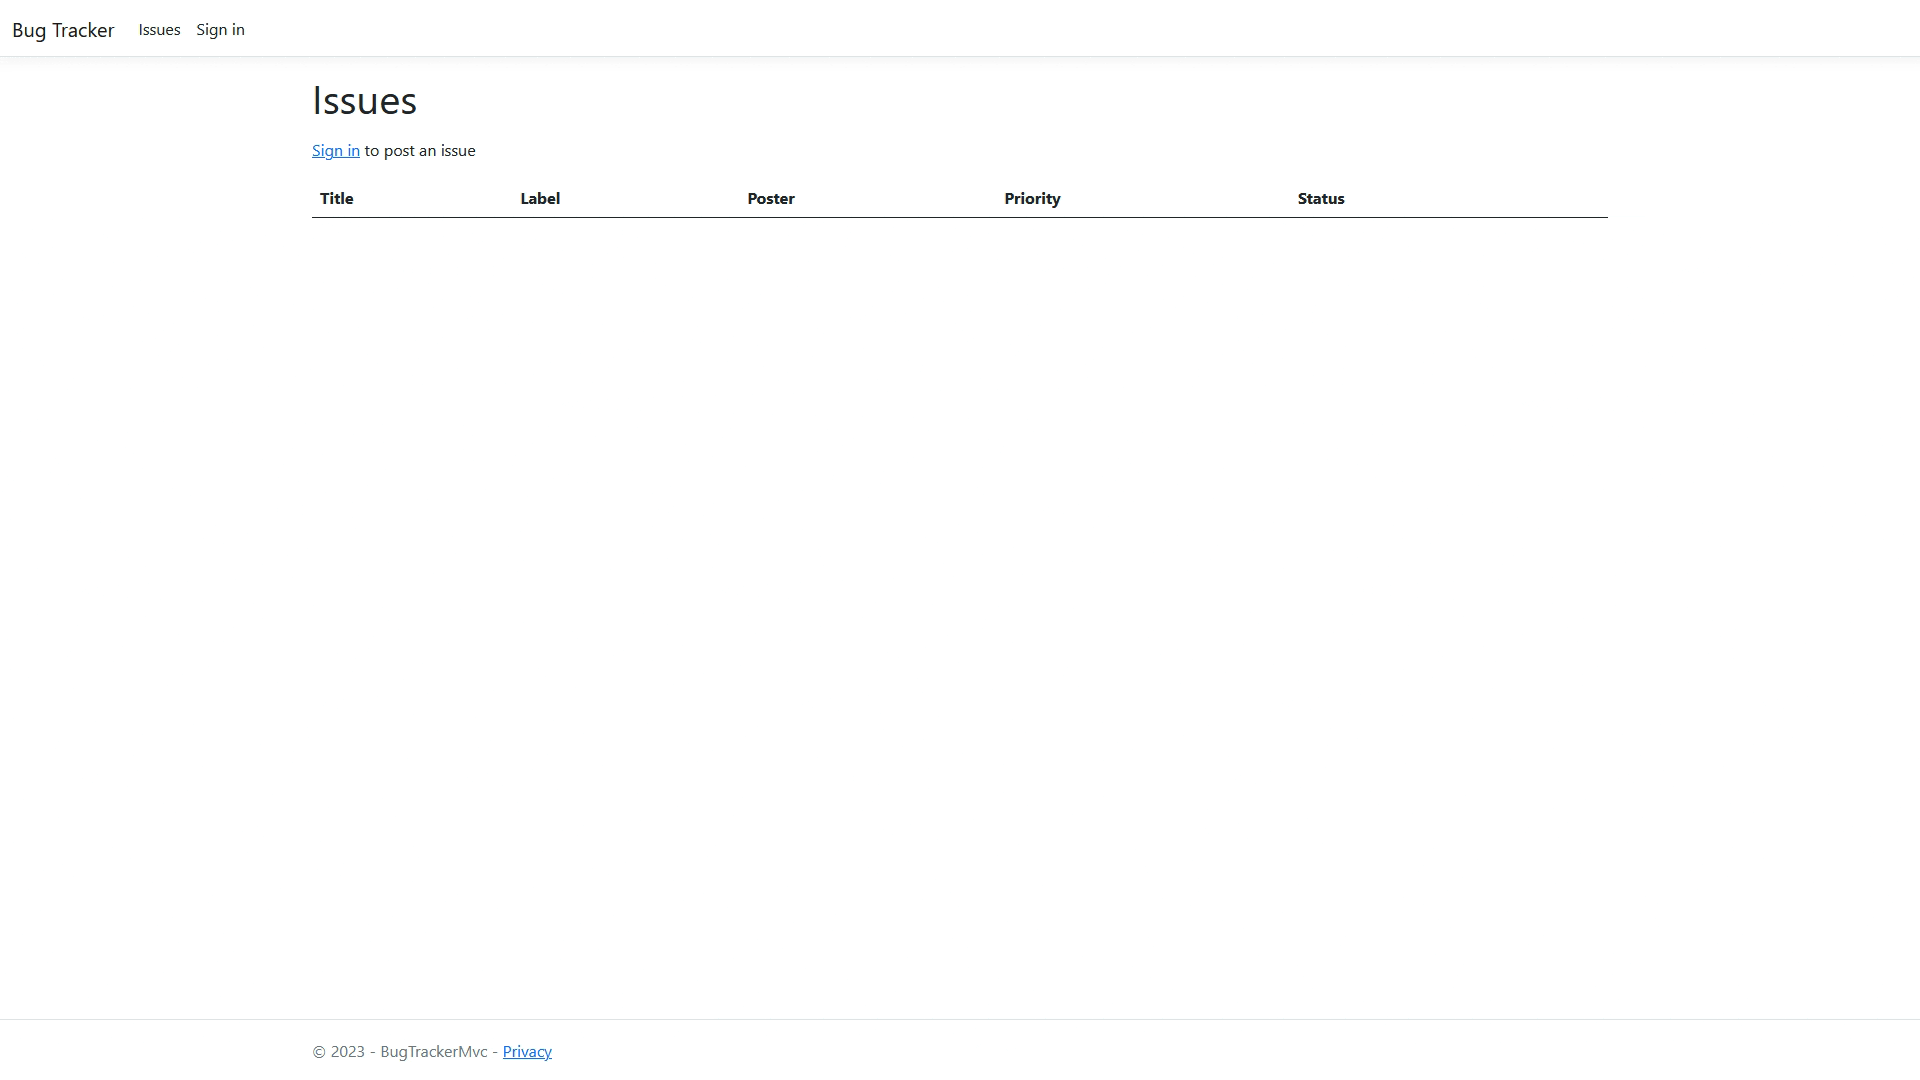 Bug Tracker Issues Sign in
Issues
Sign in to post an issue
Title Label Poster Priority Status
© 2023 - BugTrackerMvc - Privacy